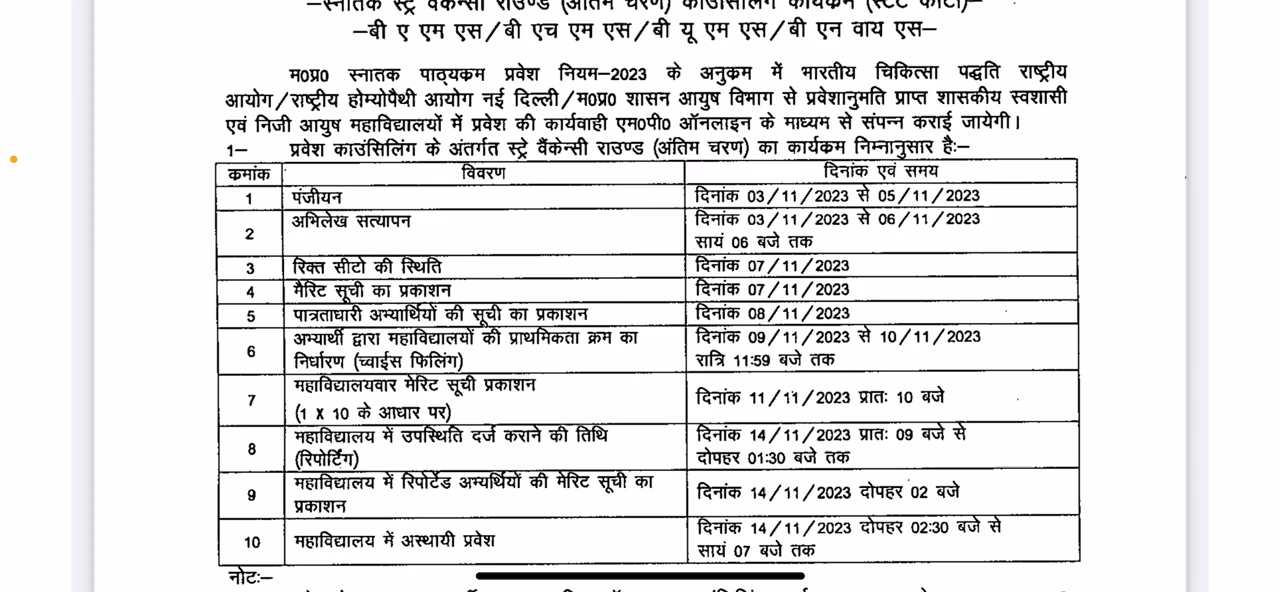 –स्नातक स्ट्रे वैकेन्सी राउण्ड (अंतिम चरण) काउंसिलिंग कार्यक्रम (स्टेट कोटा)–
–बी ए एम एस/बी एच एम एस/बी यू एम एस/बी एन वाय एस–
म0प्र0 स्नातक पाठ्यक्रम प्रवेश नियम–2023 के अनुक्रम में भारतीय चिकित्सा पद्धति राष्ट्रीय
आयोग/राष्ट्रीय होम्योपैथी आयोग नई दिल्ली/म0प्र0 शासन आयुष विभाग से प्रवेशानुमति प्राप्त शासकीय स्वशासी
एवं निजी आयुष महाविद्यालयों में प्रवेश की कार्यवाही एम0पी0 ऑनलाइन के माध्यम से संपन्न कराई जायेगी।
1– प्रवेश काउंसिलिंग के अंतर्गत स्ट्रे वैंकेन्सी राउण्ड (अंतिम चरण) का कार्यक्रम निम्नानुसार है:–
क्रमांक विवरण दिनांक एवं समय
1 पंजीयन दिनांक 03/11/2023 से 05/11/2023
2 अभिलेख सत्यापन दिनांक 03/11/2023 से 06/11/2023
सायं 06 बजे तक
3 रिक्त सीटो की स्थिति दिनांक 07/11/2023
4 मैरिट सूची का प्रकाशन दिनांक 07/11/2023
5 पात्रताधारी अभ्यार्थियों की सूची का प्रकाशन दिनांक 08/11/2023
6 अभ्यार्थी द्वारा महाविद्यालयों की प्राथमिकता क्रम का दिनांक 09/11/2023 से 10/11/2023
निर्धारण (च्वाईस फिलिंग) रात्रि 11:59 बजे तक
7 महाविद्यालयवार मेरिट सूची प्रकाशन
(1 X 10 के आधार पर) दिनांक 11/11/2023 प्रातः 10 बजे
8 महाविद्यालय में उपस्थिति दर्ज कराने की तिथि दिनांक 14/11/2023 प्रातः 09 बजे से
(रिपोर्टिंग) दोपहर 01:30 बजे तक
9 महाविद्यालय में रिपोर्टेड अभ्यर्थियों की मेरिट सूची का
प्रकाशन दिनांक 14/11/2023 दोपहर 02 बजे
10 महाविद्यालय में अस्थायी प्रवेश दिनांक 14/11/2023 दोपहर 02:30 बजे से
सायं 07 बजे तक
नोटः–